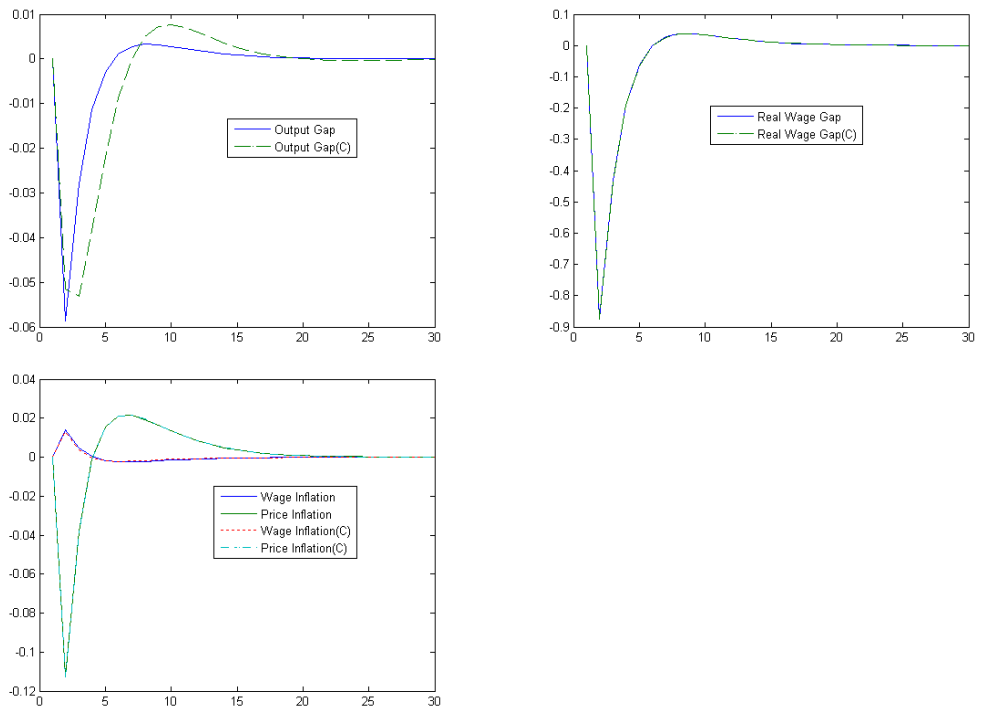 0.01
0
-0.01
-0.02
-0.03
-0.04
-0.05
-0.06
0 5 10 15 20 25 30
Output Gap
Output Gap(C)
0.1
0
-0.1
-0.2
-0.3
-0.4
-0.5
-0.6
-0.7
-0.8
-0.9
0 5 10 15 20 25 30
Real Wage Gap
Real Wage Gap(C)
0.04
0.02
0
-0.02
-0.04
-0.06
-0.08
-0.1
-0.12
0 5 10 15 20 25 30
Wage Inflation
Price Inflation
Wage Inflation(C)
Price Inflation(C)